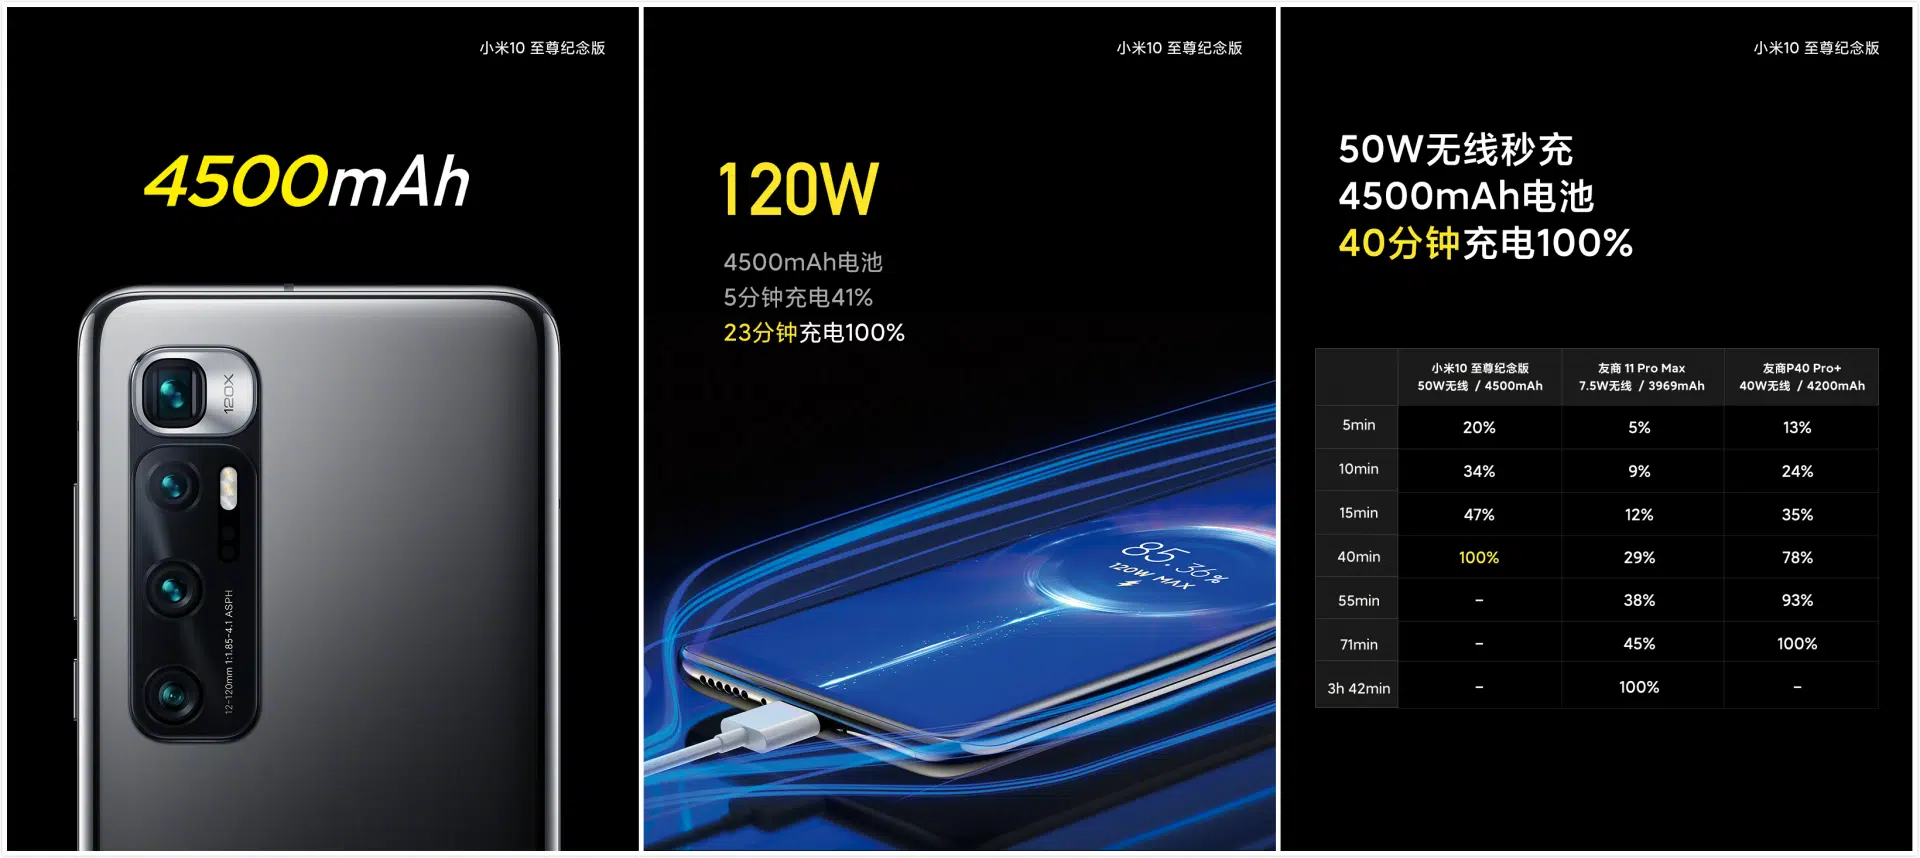 小米10 至尊纪念版
4500mAh
120X
12-120mm 1:1.85-4.1 ASPH
小米10 至尊纪念版
120W
4500mAh电池
5分钟充电41%
23分钟充电100%
85.36%
120W MAX
小米10 至尊纪念版
50W无线秒充
4500mAh电池
40分钟充电100%
小米10 至尊纪念版 友商 11 Pro Max 友商P40 Pro+
50W无线 / 4500mAh 7.5W无线 / 3969mAh 40W无线 / 4200mAh
5min 20% 5% 13%
10min 34% 9% 24%
15min 47% 12% 35%
40min 100% 29% 78%
55min – 38% 93%
71min – 45% 100%
3h 42min – 100% –